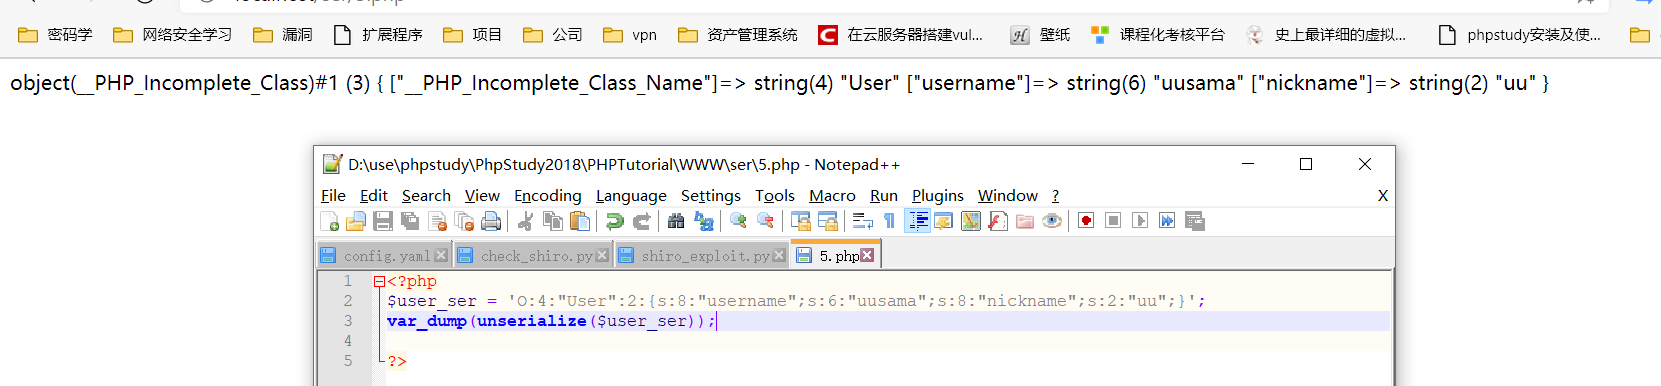 密码学 网络安全学习 漏洞 扩展程序 项目 公司 vpn 资产管理系统 在云服务器搭建vul... 壁纸 课程化考核平台 史上最详细的虚拟... phpstudy安装及使...
object(__PHP_Incomplete_Class)#1 (3) { ["__PHP_Incomplete_Class_Name"]=> string(4) "User" ["username"]=> string(6) "uusama" ["nickname"]=> string(2) "uu" }
D:\use\phpstudy\PhpStudy2018\PHPTutorial\WWW\ser\5.php - Notepad++
File Edit Search View Encoding Language Settings Tools Macro Run Plugins Window ? X
config.yaml check_shiro.py shiro_exploit.py 5.php
1 <?php
2 $user_ser = 'O:4:"User":2:{s:8:"username";s:6:"uusama";s:8:"nickname";s:2:"uu";}';
3 var_dump(unserialize($user_ser));
4
5 ?>